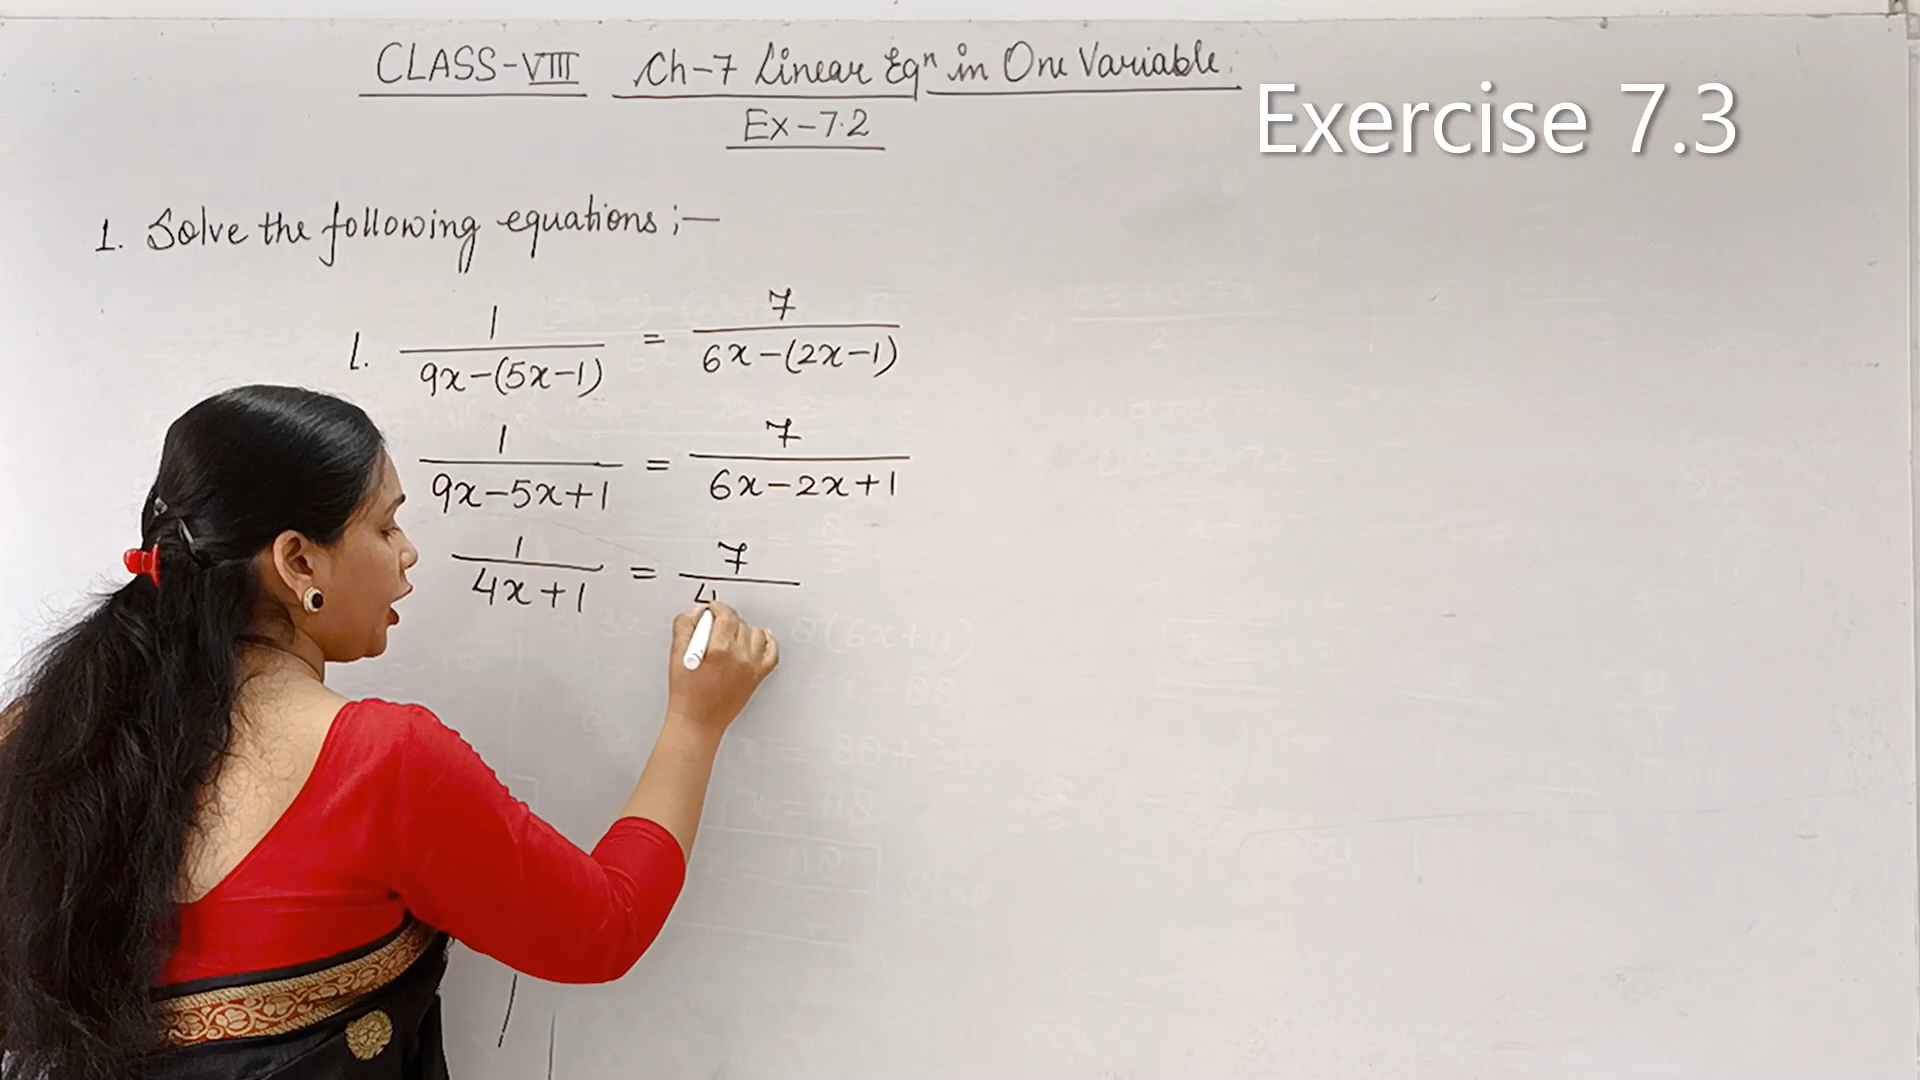 CLASS-VIII Ch-7 Linear Eqⁿ in One Variable.
Exercise 7.3
Ex-7.2
1. Solve the following equations ;—
1. 1/(9x-(5x-1)) = 7/(6x-(2x-1))
1/(9x-5x+1) = 7/(6x-2x+1)
1/(4x+1) = 7/4